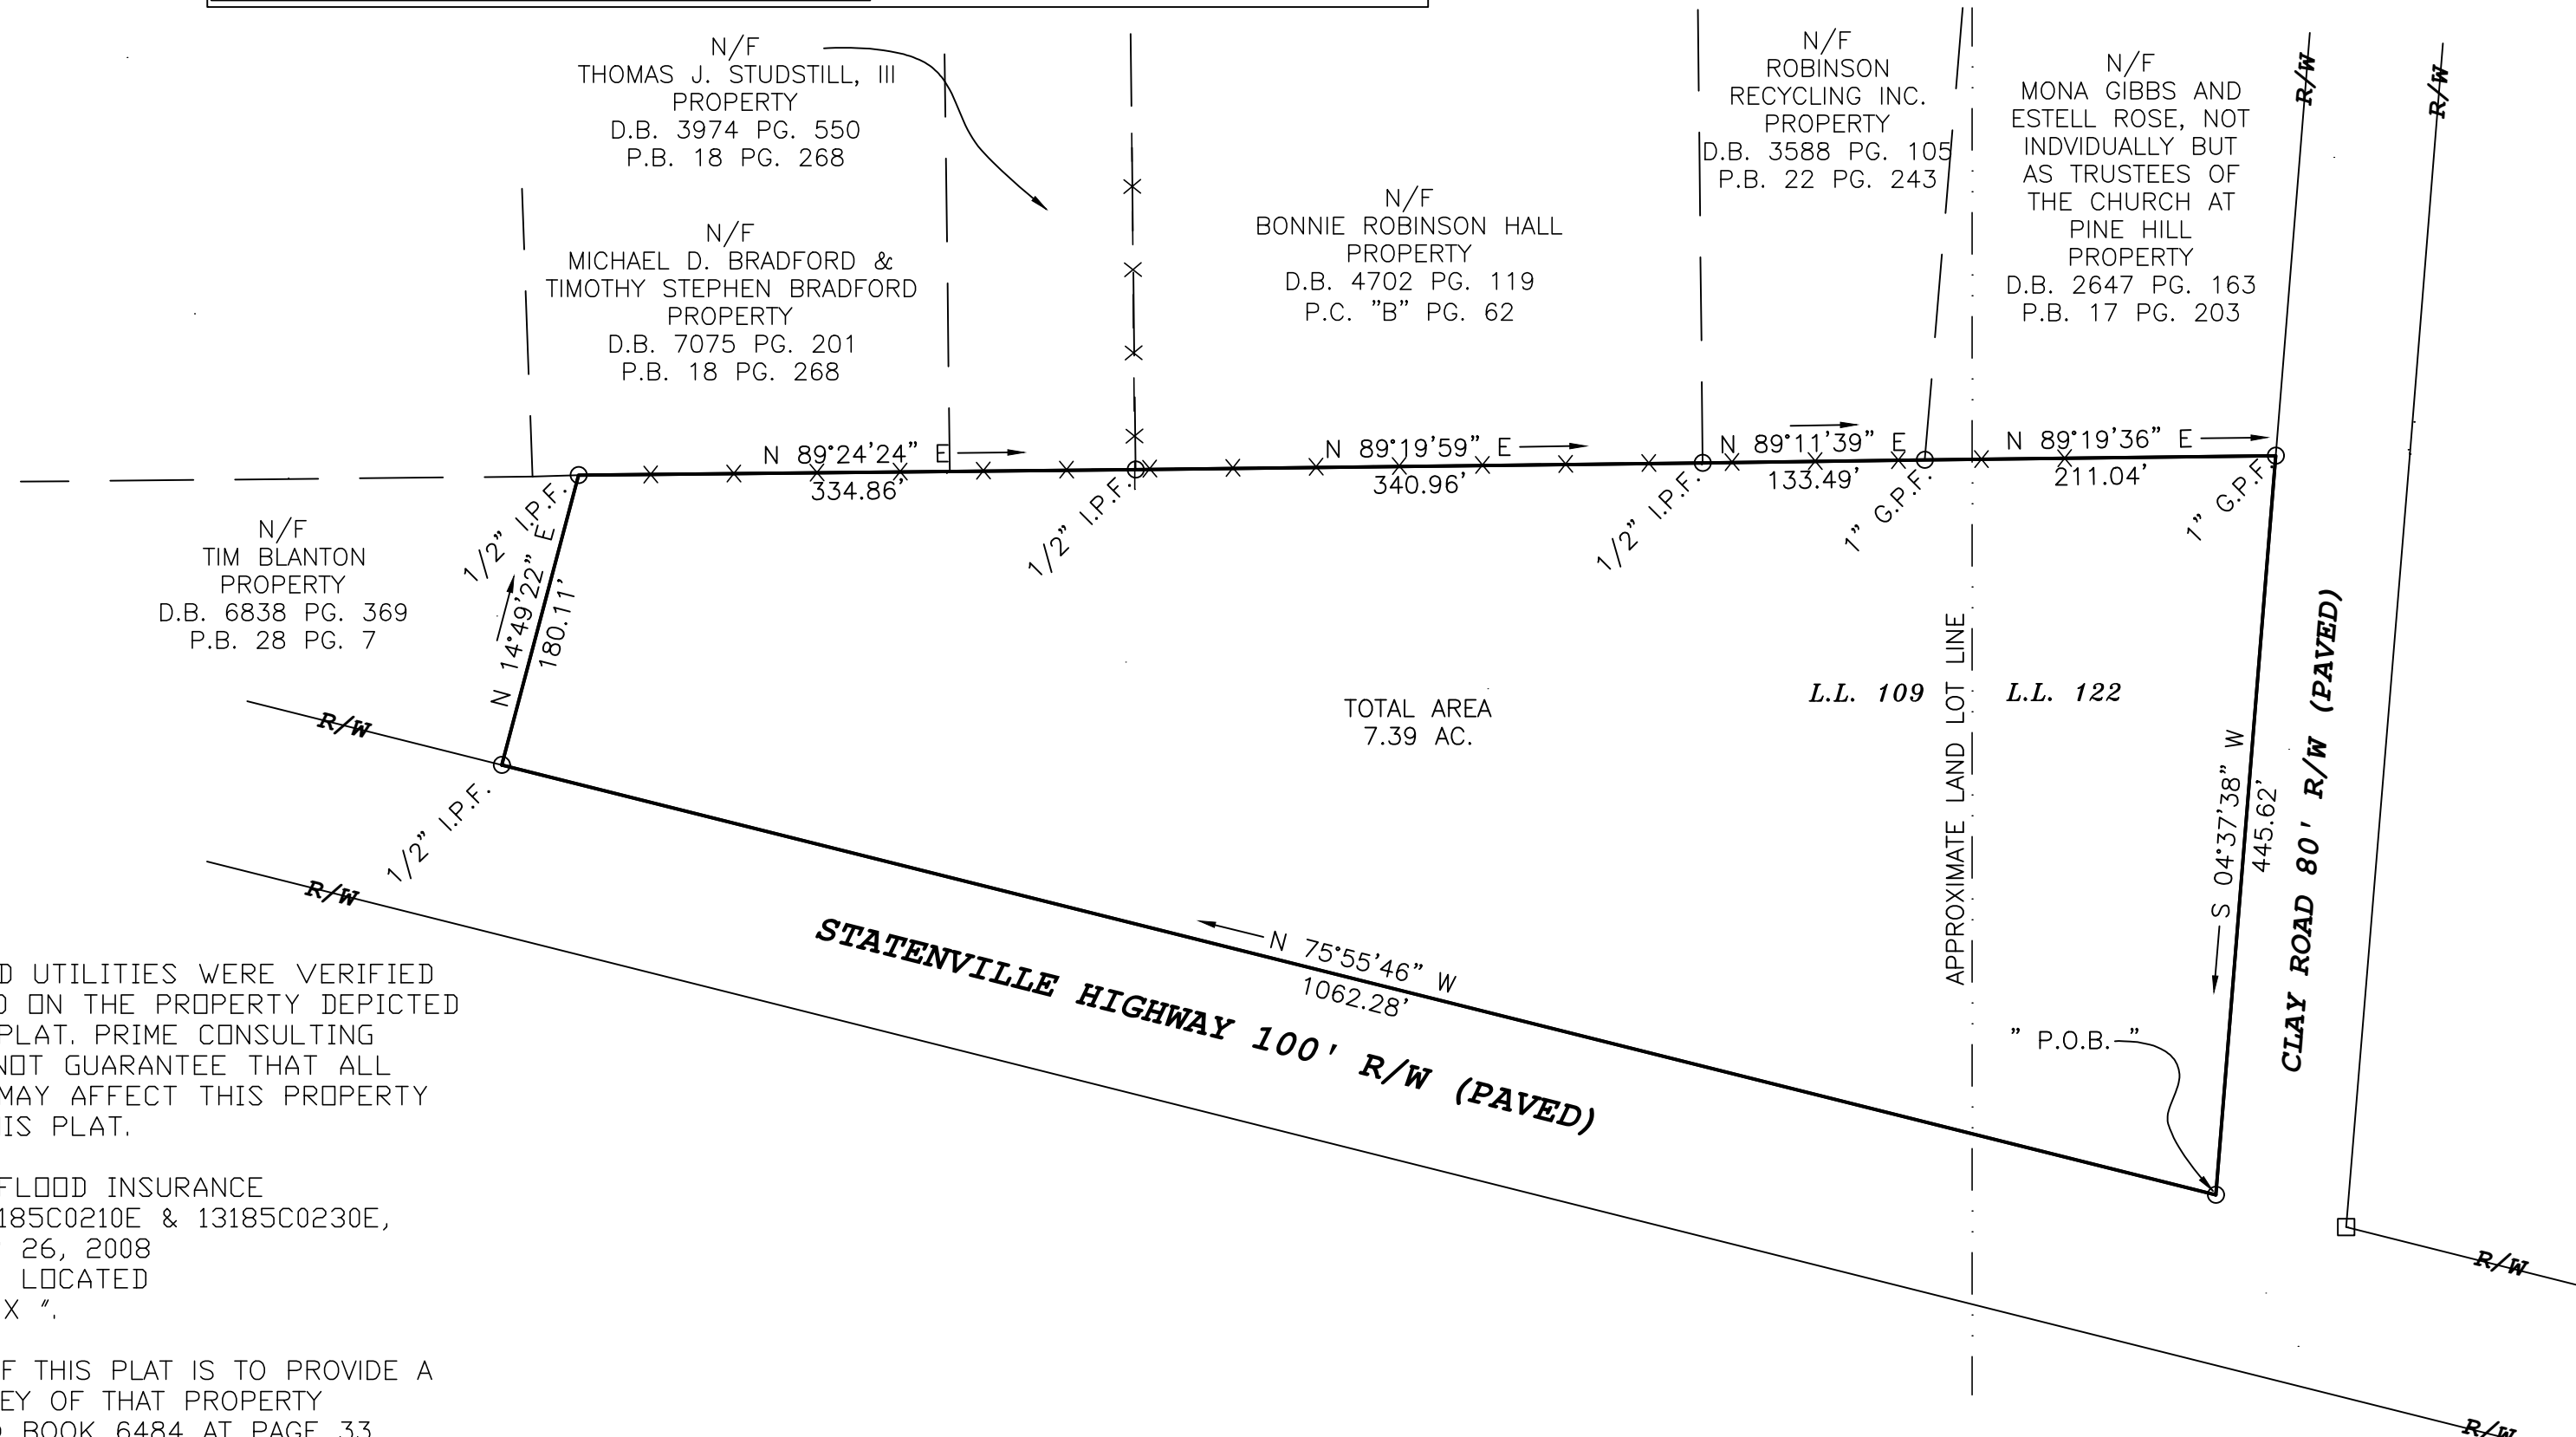 N/F
THOMAS J. STUDSTILL, III
PROPERTY
D.B. 3974 PG. 550
P.B. 18 PG. 268
N/F
MICHAEL D. BRADFORD &
TIMOTHY STEPHEN BRADFORD
PROPERTY
D.B. 7075 PG. 201
P.B. 18 PG. 268
N/F
BONNIE ROBINSON HALL
PROPERTY
D.B. 4702 PG. 119
P.C. "B" PG. 62
N/F
ROBINSON
RECYCLING INC.
PROPERTY
D.B. 3588 PG. 105
P.B. 22 PG. 243
N/F
MONA GIBBS AND
ESTELL ROSE, NOT
INDVIDUALLY BUT
AS TRUSTEES OF
THE CHURCH AT
PINE HILL
PROPERTY
D.B. 2647 PG. 163
P.B. 17 PG. 203
R/W
R/W
N 89°24'24" E
334.86'
N 89°19'59" E
340.96'
N 89°11'39" E
133.49'
N 89°19'36" E
211.04'
1/2" I.P.F.
1/2" I.P.F.
1/2" I.P.F.
1" G.P.F.
1" G.P.F.
N/F
TIM BLANTON
PROPERTY
D.B. 6838 PG. 369
P.B. 28 PG. 7
N 14°49'22" E
180.11'
R/W
1/2" I.P.F.
R/W
TOTAL AREA
7.39 AC.
L.L. 109
L.L. 122
APPROXIMATE LAND LOT LINE
S 04°37'38" W
445.62'
CLAY ROAD 80' R/W (PAVED)
N 75°55'46" W
1062.28'
STATENVILLE HIGHWAY 100' R/W (PAVED)
" P.O.B. "
R/W
R/W
D UTILITIES WERE VERIFIED
D ON THE PROPERTY DEPICTED
PLAT. PRIME CONSULTING
NOT GUARANTEE THAT ALL
MAY AFFECT THIS PROPERTY
IS PLAT.
FLOOD INSURANCE
185C0210E & 13185C0230E,
26, 2008
LOCATED
X ".
F THIS PLAT IS TO PROVIDE A
EY OF THAT PROPERTY
BOOK 6484 AT PAGE 33